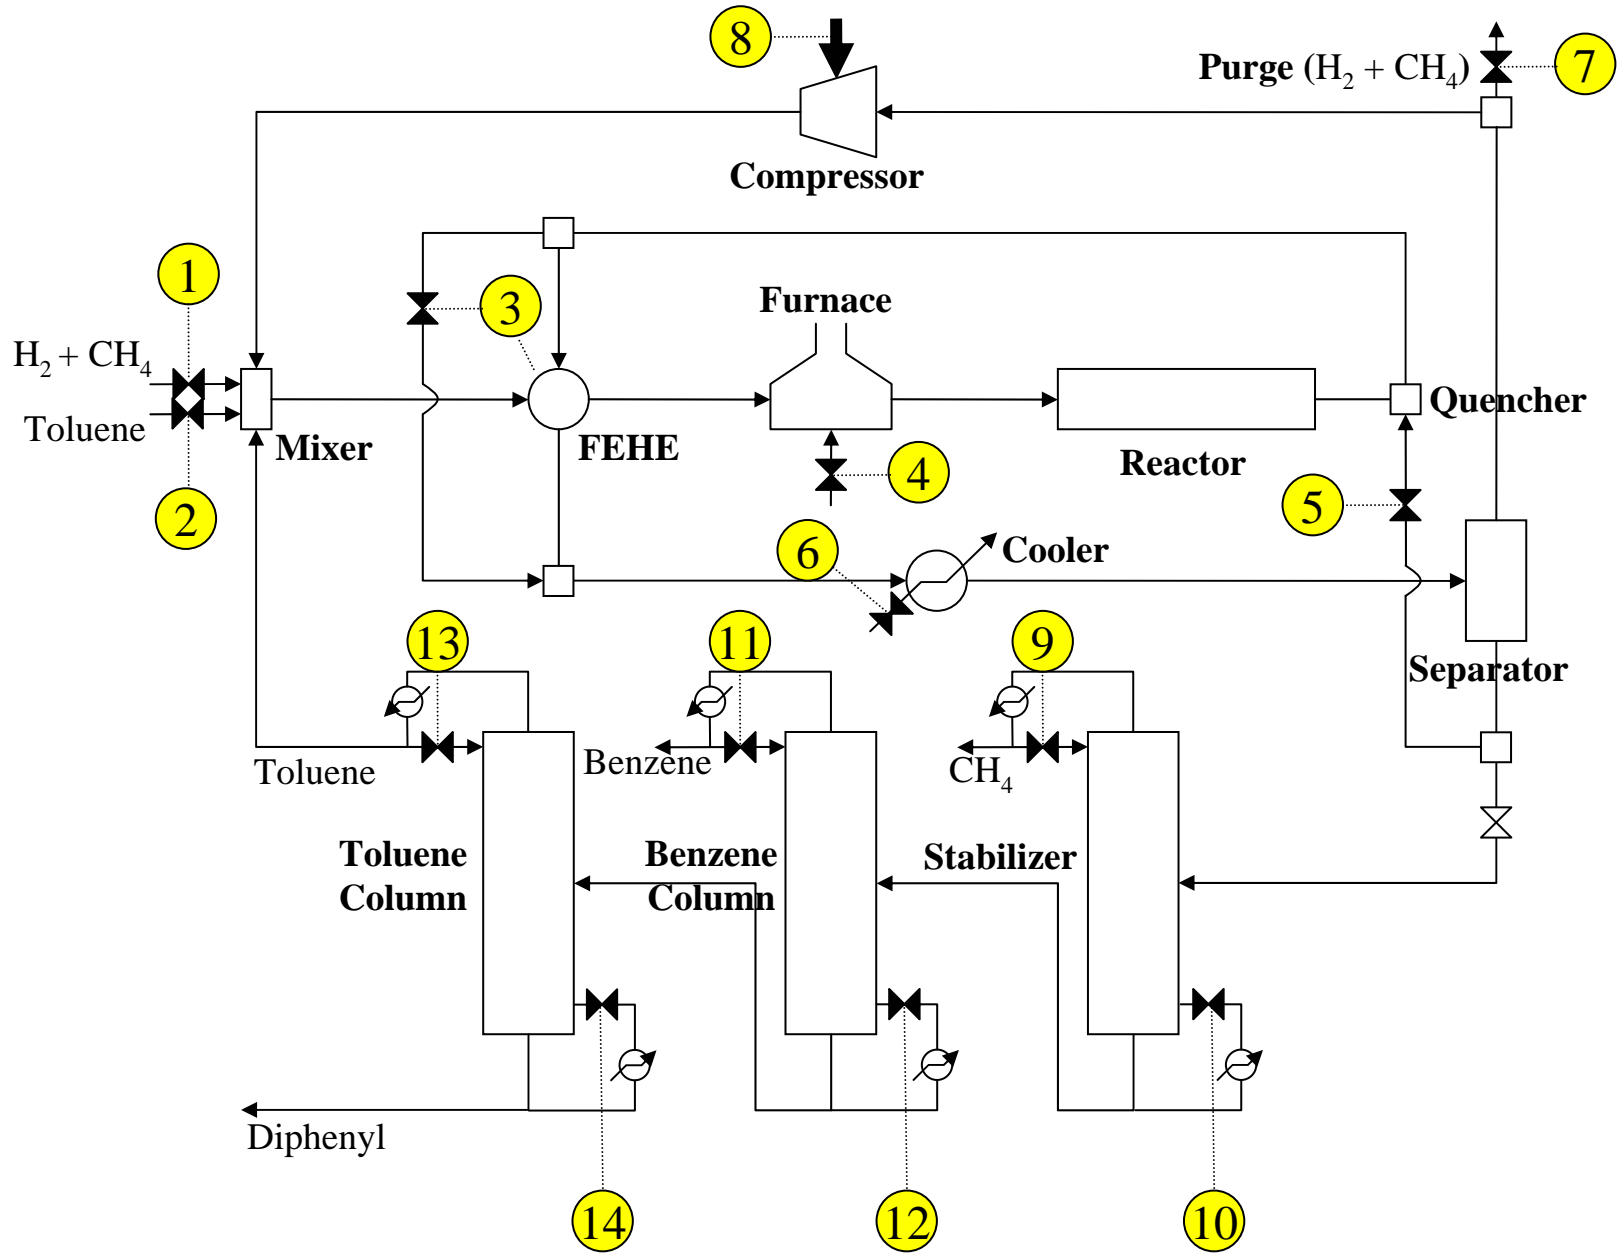 8
Purge (H₂ + CH₄)
7
Compressor
1
3
Furnace
H₂ + CH₄
Toluene
Mixer
FEHE
Quencher
Reactor
4
5
2
6
Cooler
13
11
9
Separator
Toluene
Benzene
CH₄
Toluene
Column
Benzene
Column
Stabilizer
Diphenyl
14
12
10